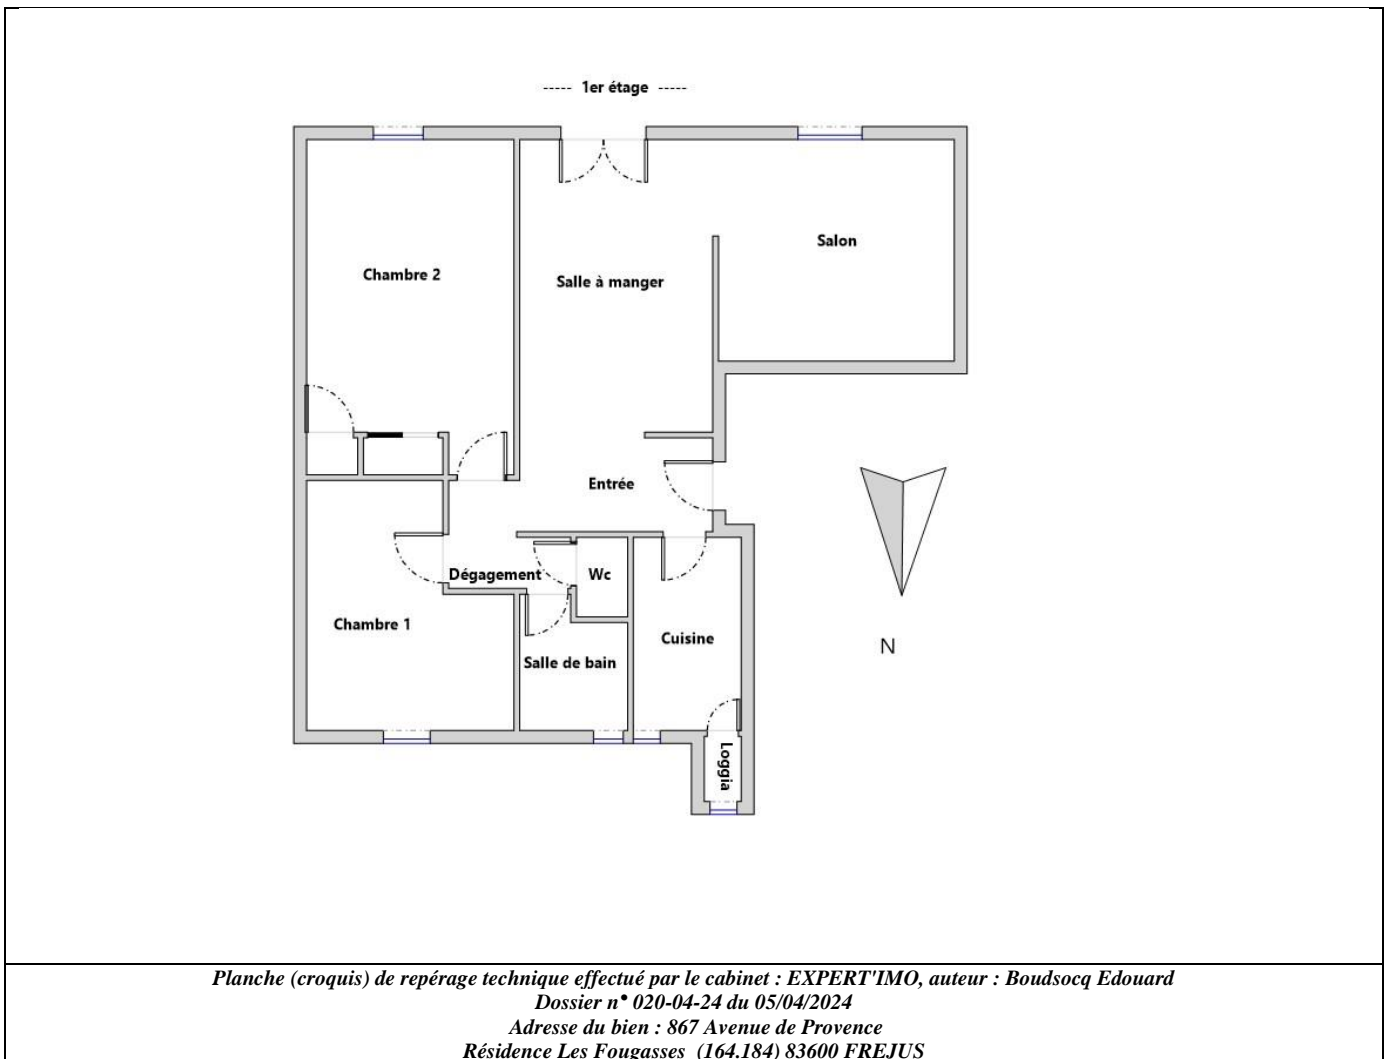 ----- 1er étage -----
Salon
Chambre 2
Salle à manger
Entrée
Dégagement
Wc
Chambre 1
Cuisine
N
Salle de bain
Loggia
Planche (croquis) de repérage technique effectué par le cabinet : EXPERT'IMO, auteur : Boudsocq Edouard
Dossier n° 020-04-24 du 05/04/2024
Adresse du bien : 867 Avenue de Provence
Résidence Les Fougasses (164.184) 83600 FREJUS